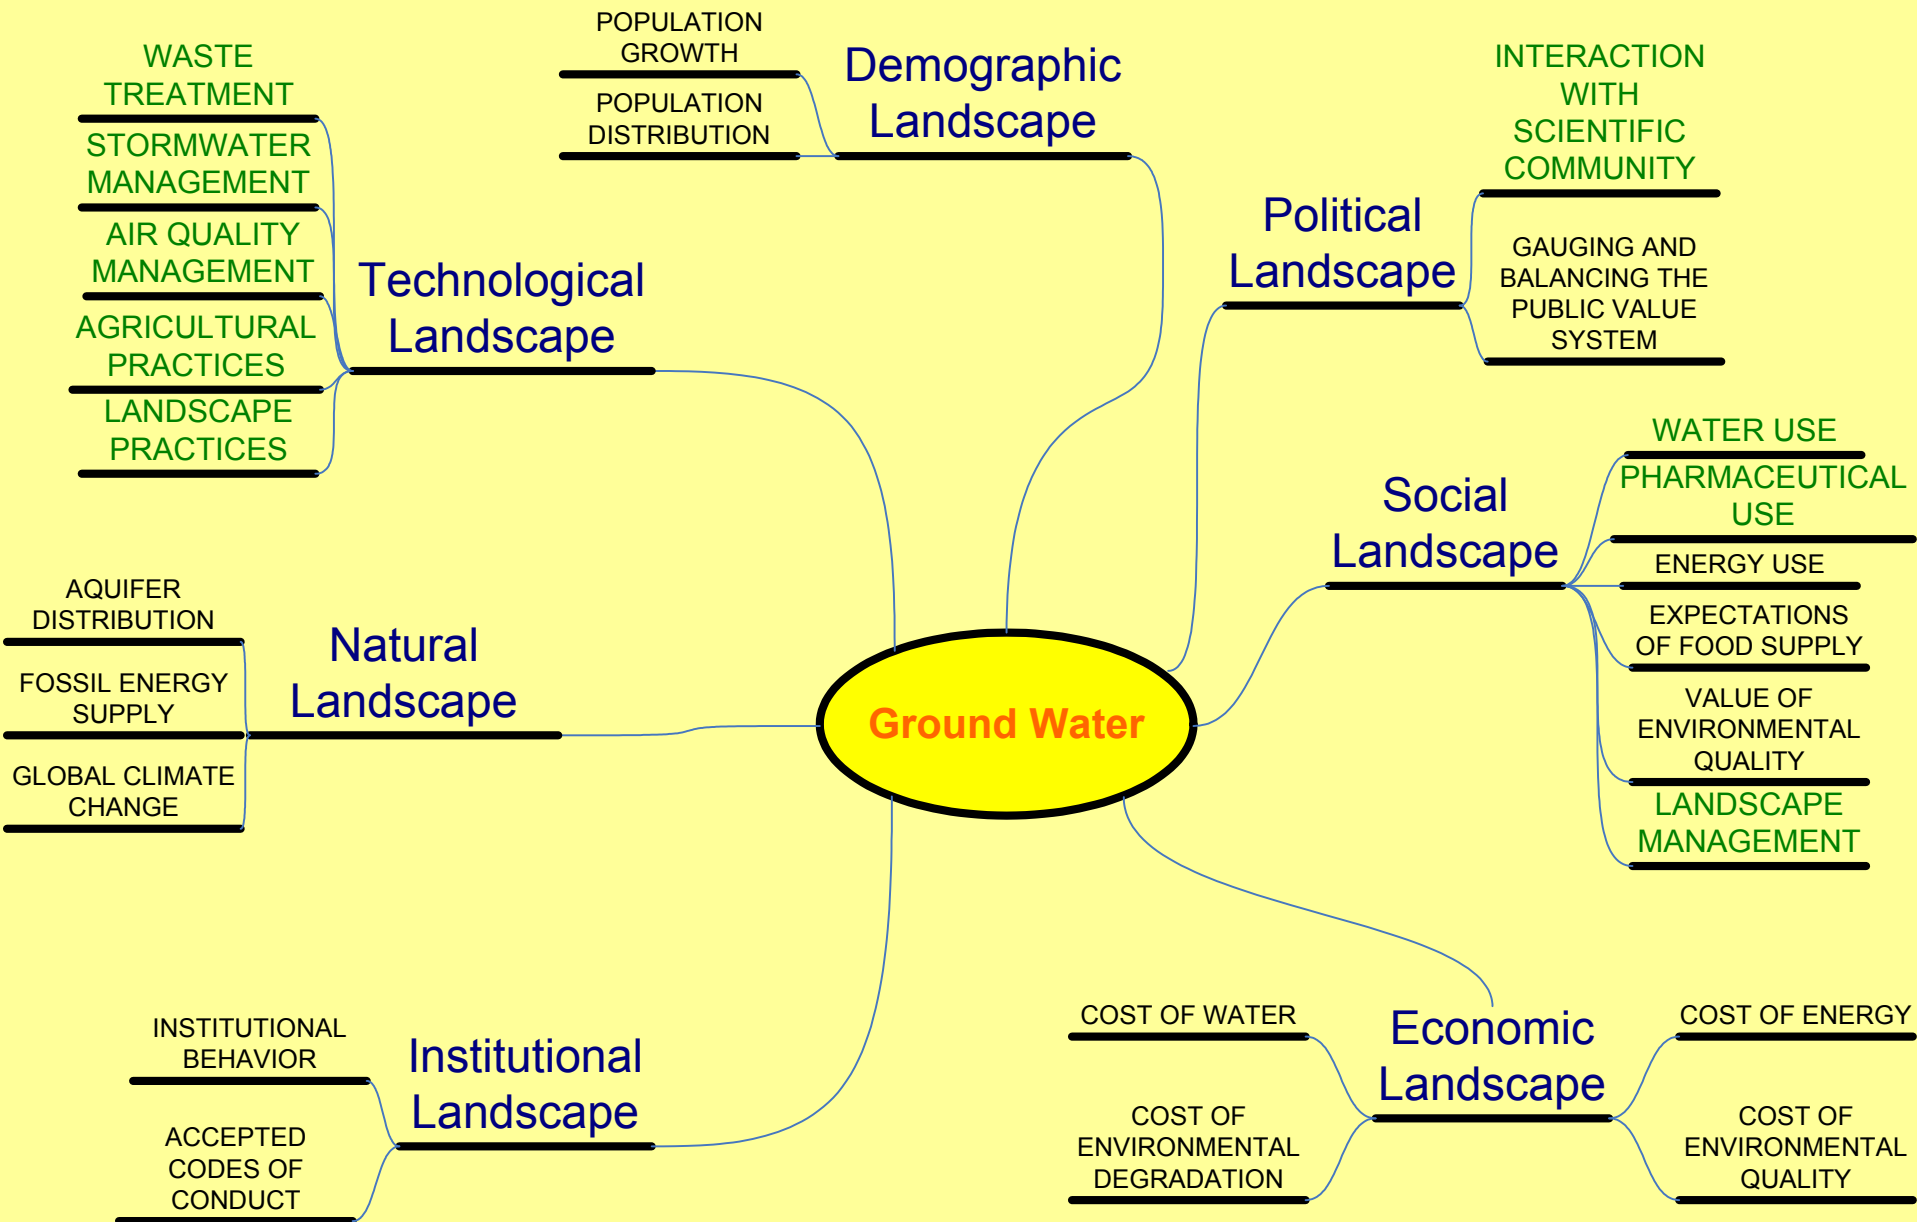 WASTE
TREATMENT
STORMWATER
MANAGEMENT
AIR QUALITY
MANAGEMENT
AGRICULTURAL
PRACTICES
LANDSCAPE
PRACTICES
Technological
Landscape
POPULATION
GROWTH
POPULATION
DISTRIBUTION
Demographic
Landscape
Political
Landscape
INTERACTION
WITH
SCIENTIFIC
COMMUNITY
GAUGING AND
BALANCING THE
PUBLIC VALUE
SYSTEM
Social
Landscape
WATER USE
PHARMACEUTICAL
USE
ENERGY USE
EXPECTATIONS
OF FOOD SUPPLY
VALUE OF
ENVIRONMENTAL
QUALITY
LANDSCAPE
MANAGEMENT
AQUIFER
DISTRIBUTION
FOSSIL ENERGY
SUPPLY
GLOBAL CLIMATE
CHANGE
Natural
Landscape
Ground Water
INSTITUTIONAL
BEHAVIOR
ACCEPTED
CODES OF
CONDUCT
Institutional
Landscape
COST OF WATER
COST OF
ENVIRONMENTAL
DEGRADATION
Economic
Landscape
COST OF ENERGY
COST OF
ENVIRONMENTAL
QUALITY